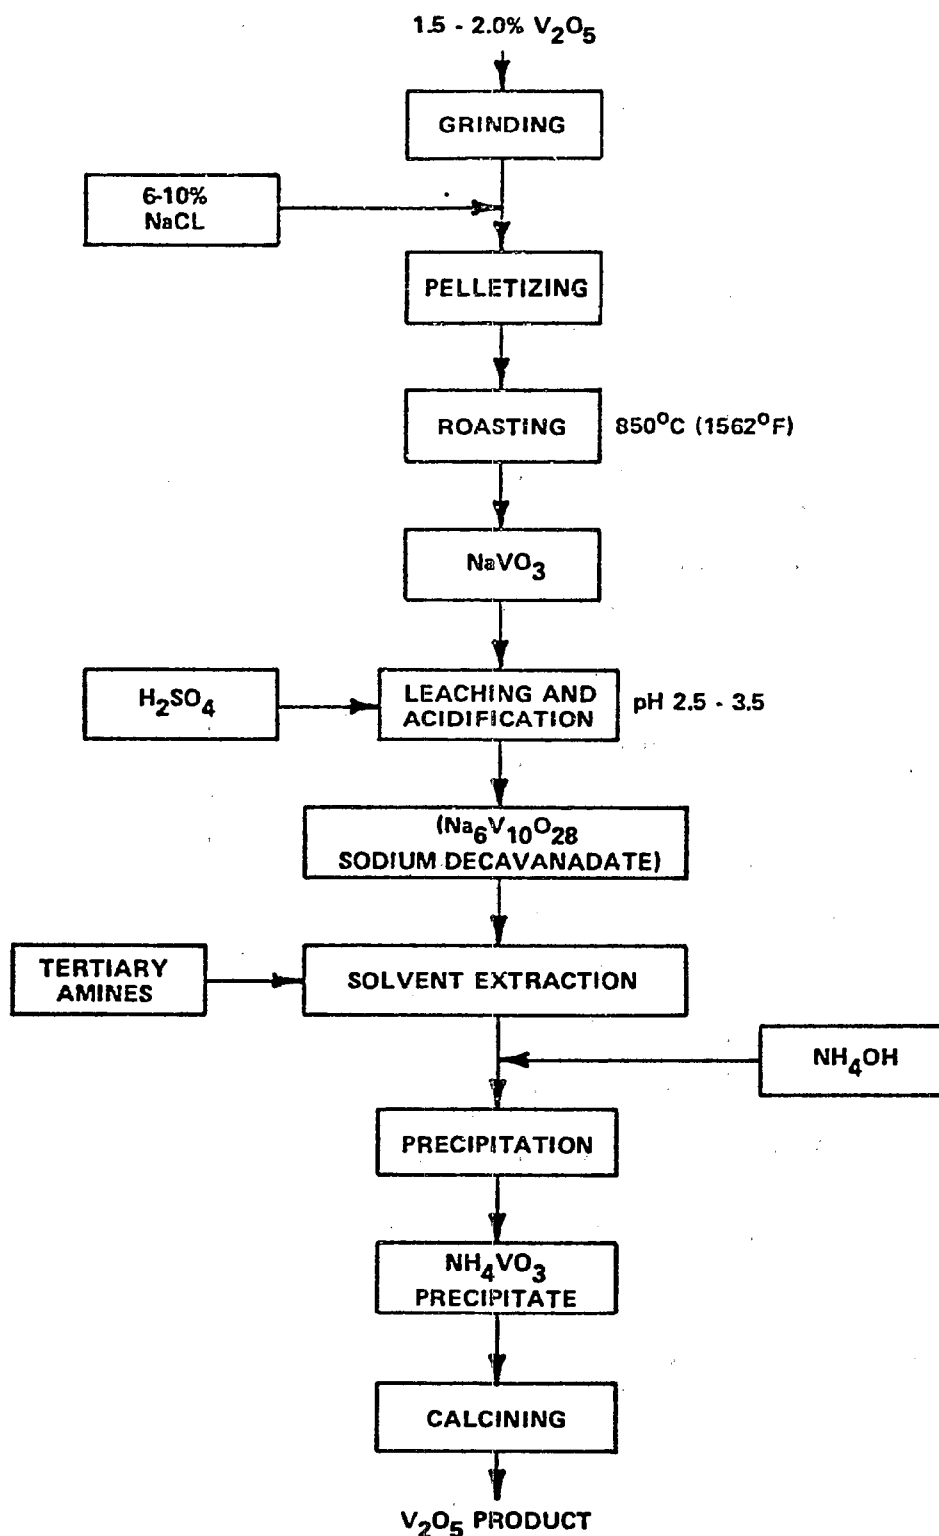 1.5 - 2.0% V2O5
GRINDING
6-10%
NaCL
PELLETIZING
ROASTING
850°C (1562°F)
NaVO3
H2SO4
LEACHING AND
ACIDIFICATION
pH 2.5 - 3.5
(Na6V10O28
SODIUM DECAVANADATE)
TERTIARY
AMINES
SOLVENT EXTRACTION
NH4OH
PRECIPITATION
NH4VO3
PRECIPITATE
CALCINING
V2O5 PRODUCT